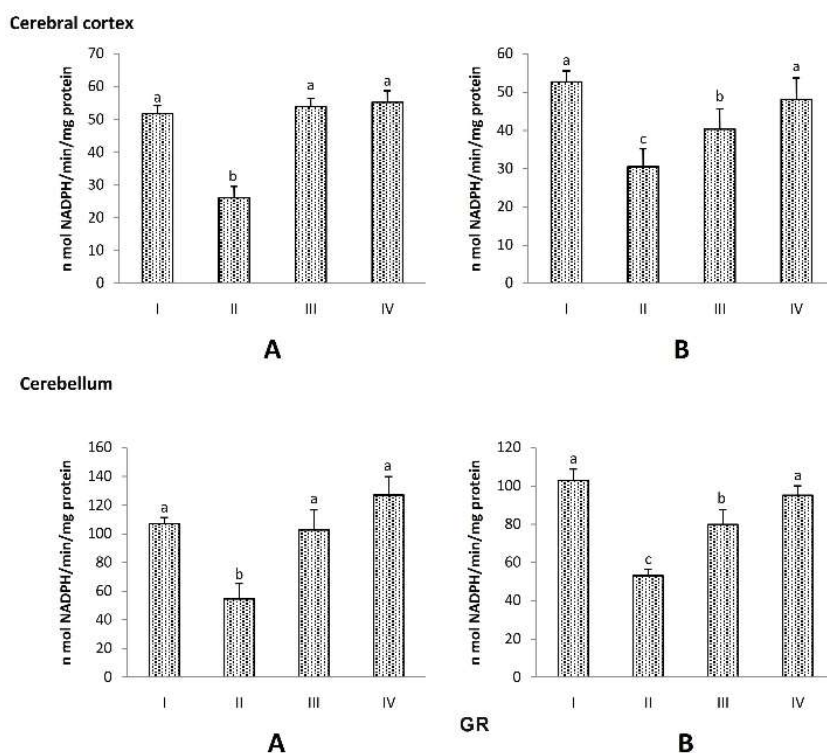 Cerebral cortex
n mol NADPH/min/mg protein
70
60
50
40
30
20
10
0
a
b
a
a
I
II
III
IV
A
n mol NADPH/min/mg protein
60
50
40
30
20
10
0
a
c
b
a
I
II
III
IV
B
Cerebellum
n mol NADPH/min/mg protein
160
140
120
100
80
60
40
20
0
a
b
a
a
I
II
III
IV
A
n mol NADPH/min/mg protein
120
100
80
60
40
20
0
a
c
b
a
I
II
III
IV
B
GR